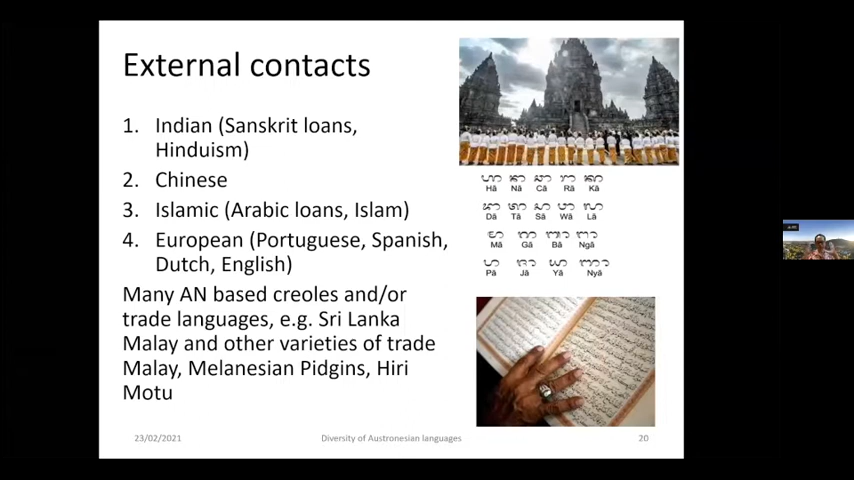 External contacts
1. Indian (Sanskrit loans,
Hinduism)
2. Chinese
3. Islamic (Arabic loans, Islam)
4. European (Portuguese, Spanish,
Dutch, English)
Many AN based creoles and/or
trade languages, e.g. Sri Lanka
Malay and other varieties of trade
Malay, Melanesian Pidgins, Hiri
Motu
Hā Nā Cā Rā Kā
Dā Tā Sā Wā Lā
Mā Gā Bā Ngā
Pā Jā Yā Nyā
23/02/2021 Diversity of Austronesian languages 20